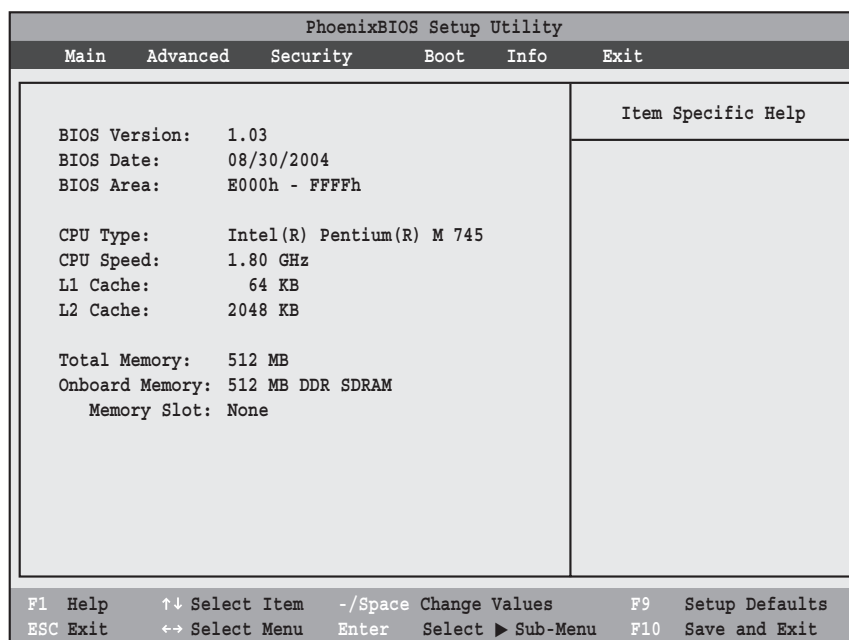 PhoenixBIOS Setup Utility
Main Advanced Security Boot Info Exit
Item Specific Help
BIOS Version: 1.03
BIOS Date: 08/30/2004
BIOS Area: E000h - FFFFh
CPU Type: Intel(R) Pentium(R) M 745
CPU Speed: 1.80 GHz
L1 Cache: 64 KB
L2 Cache: 2048 KB
Total Memory: 512 MB
Onboard Memory: 512 MB DDR SDRAM
Memory Slot: None
F1 Help ↑↓ Select Item -/Space Change Values F9 Setup Defaults
ESC Exit ←→ Select Menu Enter Select ▶ Sub-Menu F10 Save and Exit